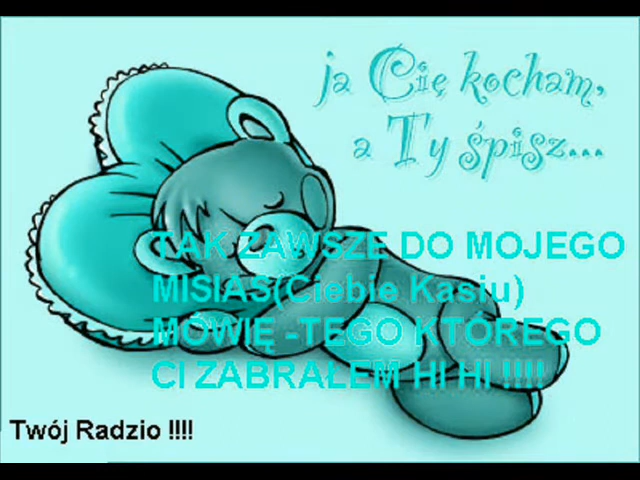 ja Cię kocham,
a Ty śpisz...
TAK ZAWSZE DO MOJEGO
MISIAS(Ciebie Kasiu)
MÓWIĘ -TEGO KTÓREGO
CI ZABRAŁEM HI HI !!!!!
Twój Radzio !!!!